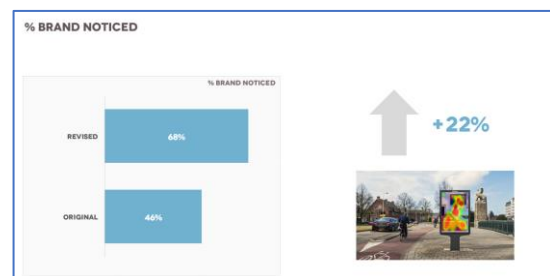 % BRAND NOTICED
% BRAND NOTICED
REVISED
68%
ORIGINAL
46%
+22%